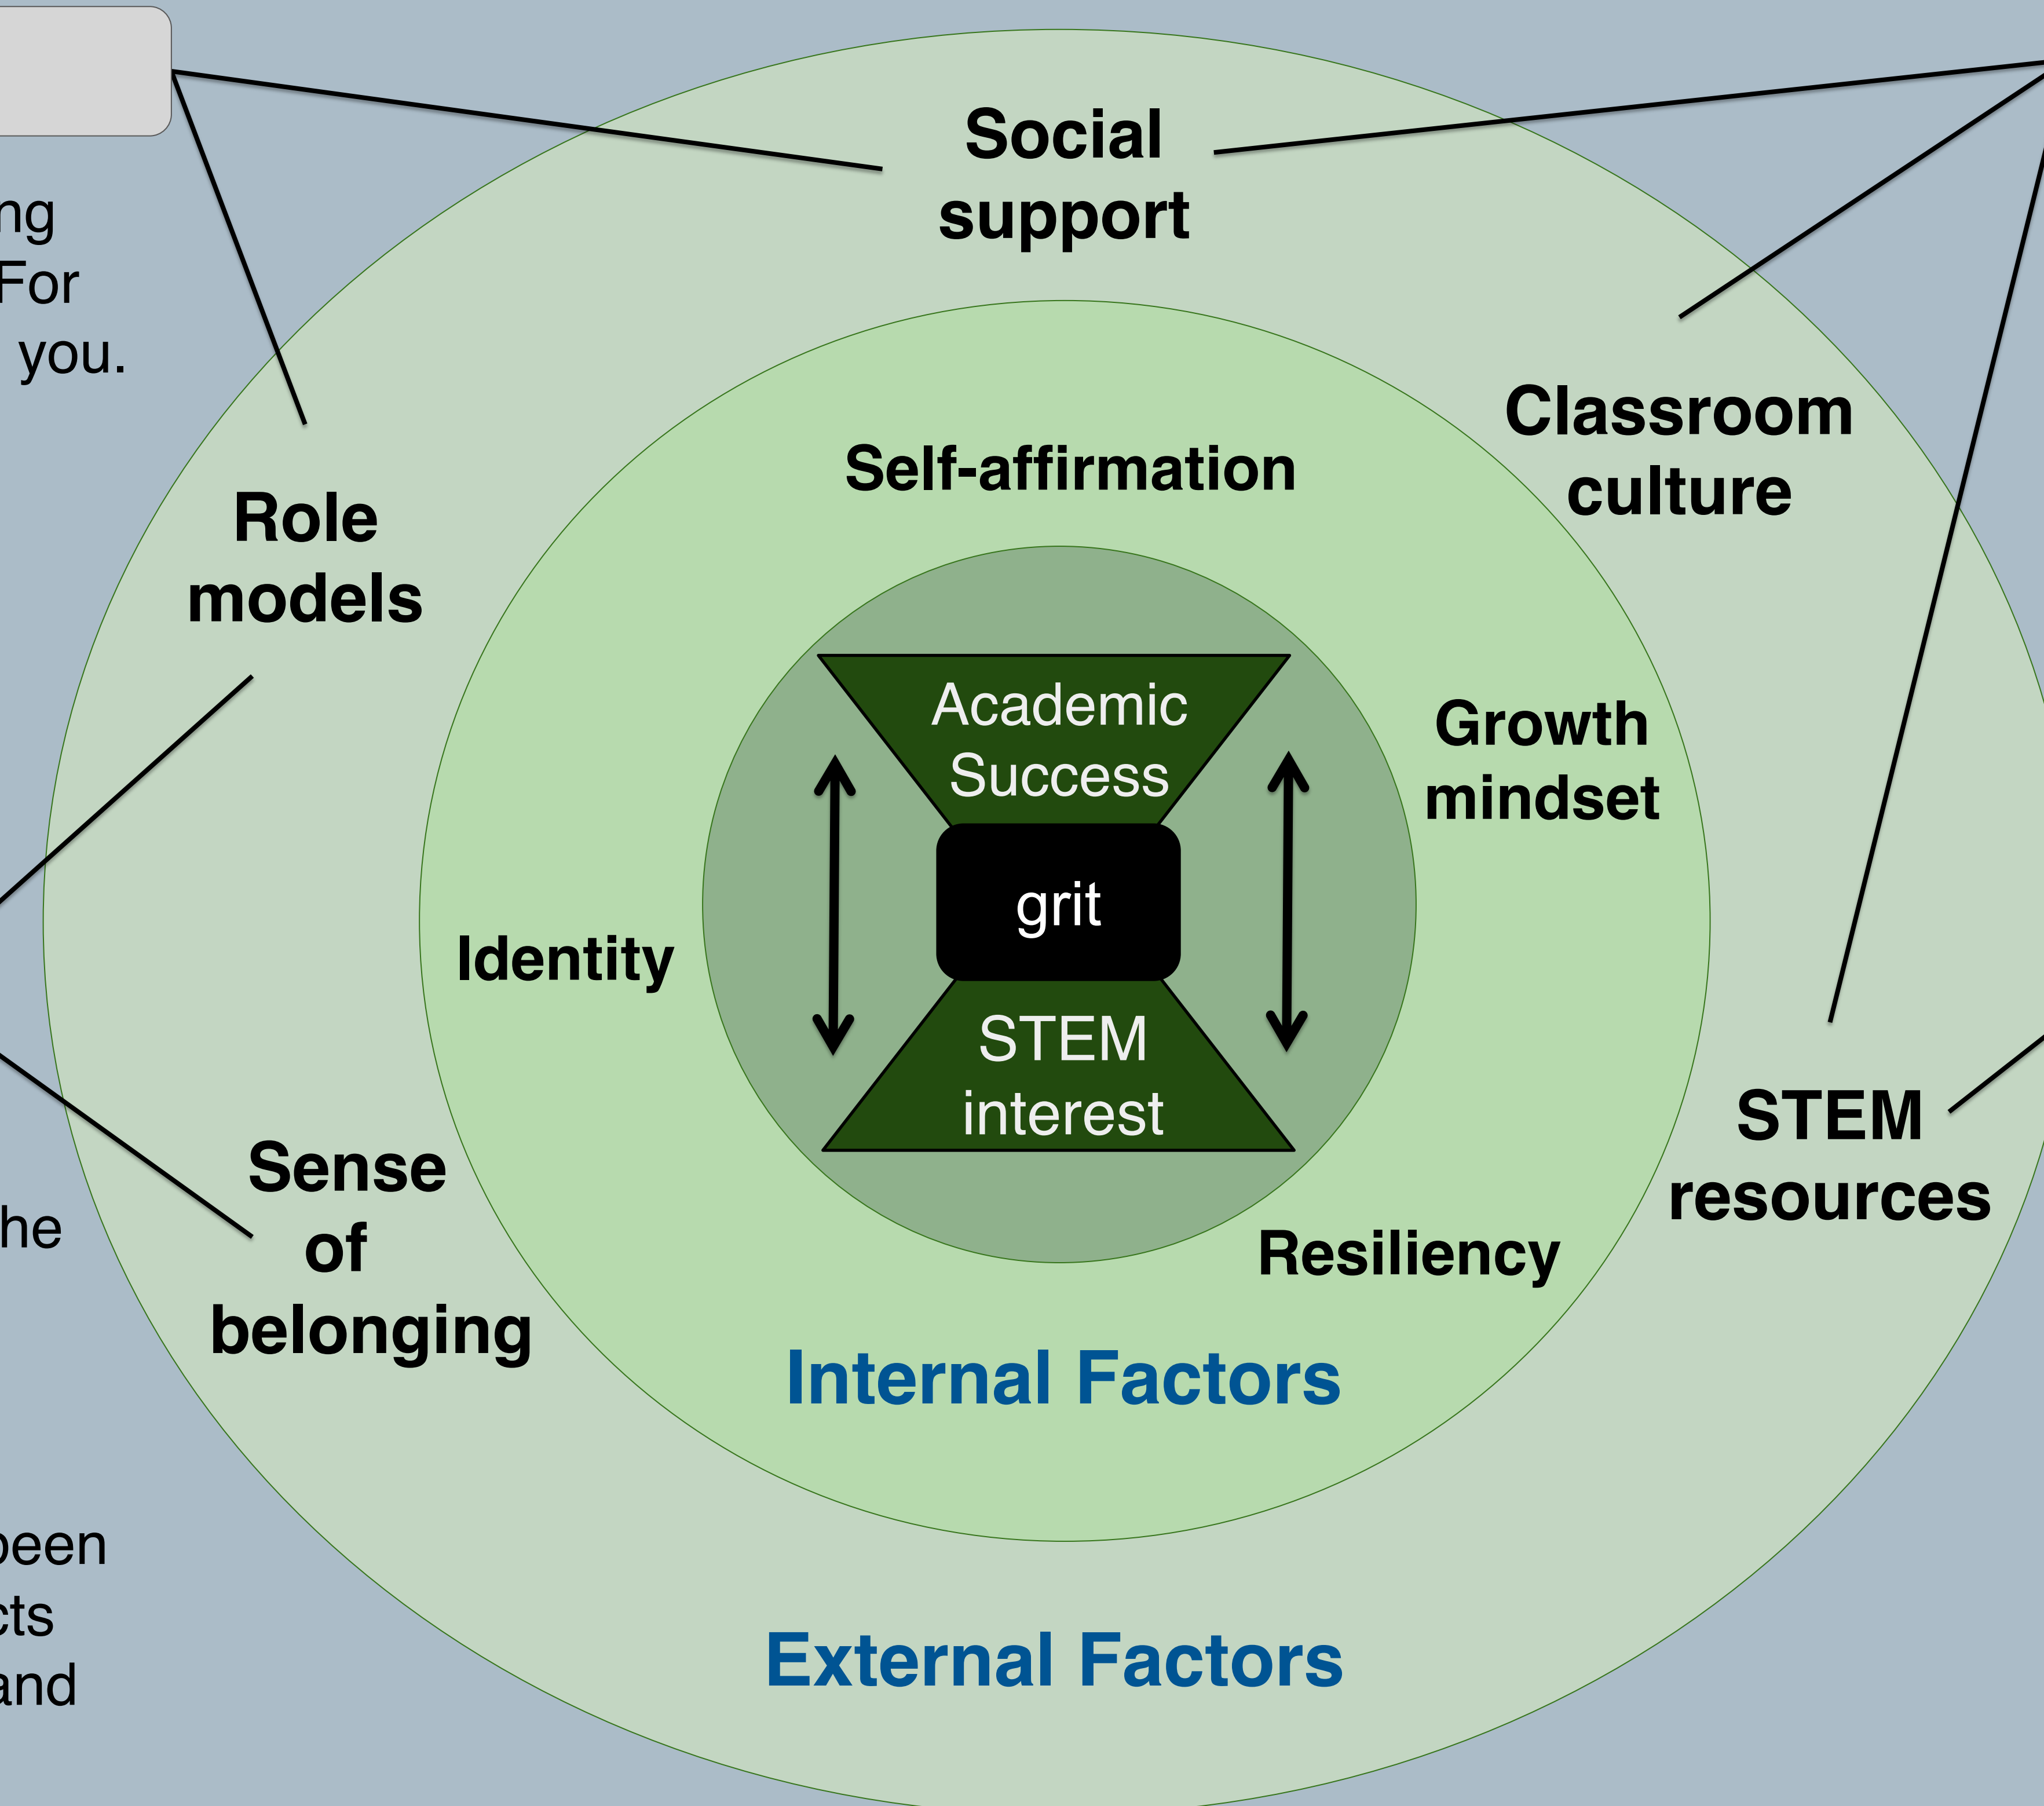 ng
For
you.
he
been
cts
and
Social
support
Classroom
culture
Role
models
Self-affirmation
Growth
mindset
Academic
Success
grit
STEM
interest
Identity
Sense
of
belonging
STEM
resources
Resiliency
Internal Factors
External Factors